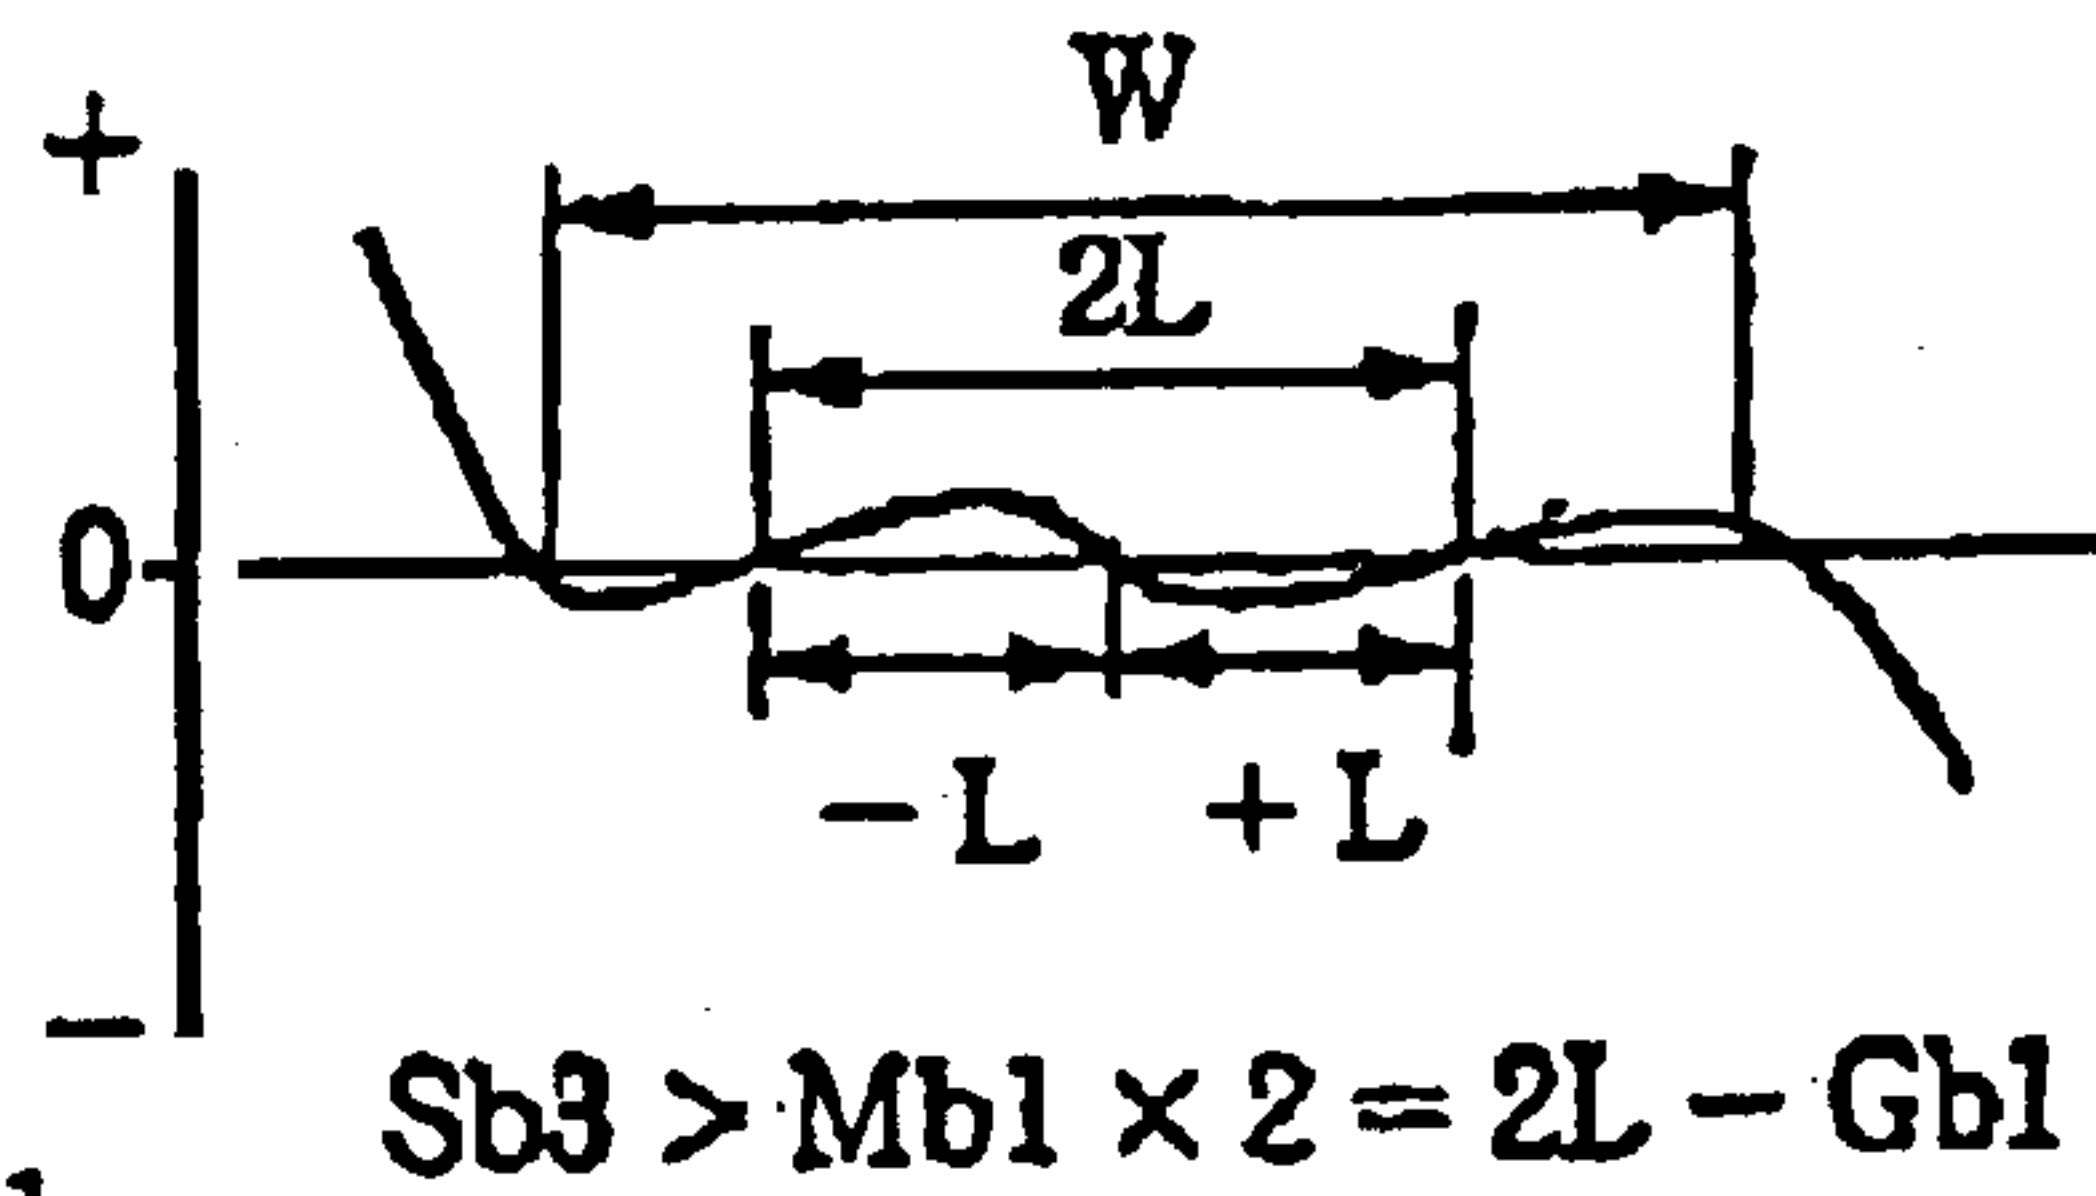 W
+
2L
0
−L +L
−
Sb3 > Mb1 × 2 = 2L − Gb1